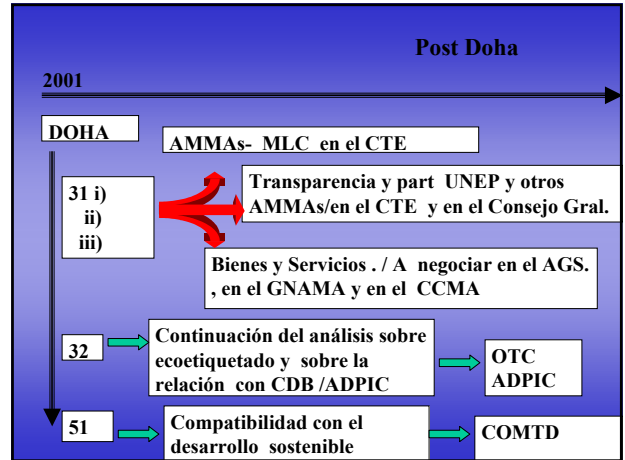 Post Doha
2001
DOHA
AMMAs- MLC en el CTE
31 i)
ii)
iii)
Transparencia y part UNEP y otros
AMMAs/en el CTE y en el Consejo Gral.
Bienes y Servicios . / A negociar en el AGS.
, en el GNAMA y en el CCMA
32
Continuación del análisis sobre
ecoetiquetado y sobre la
relación con CDB /ADPIC
OTC
ADPIC
51
Compatibilidad con el
desarrollo sostenible
COMTD